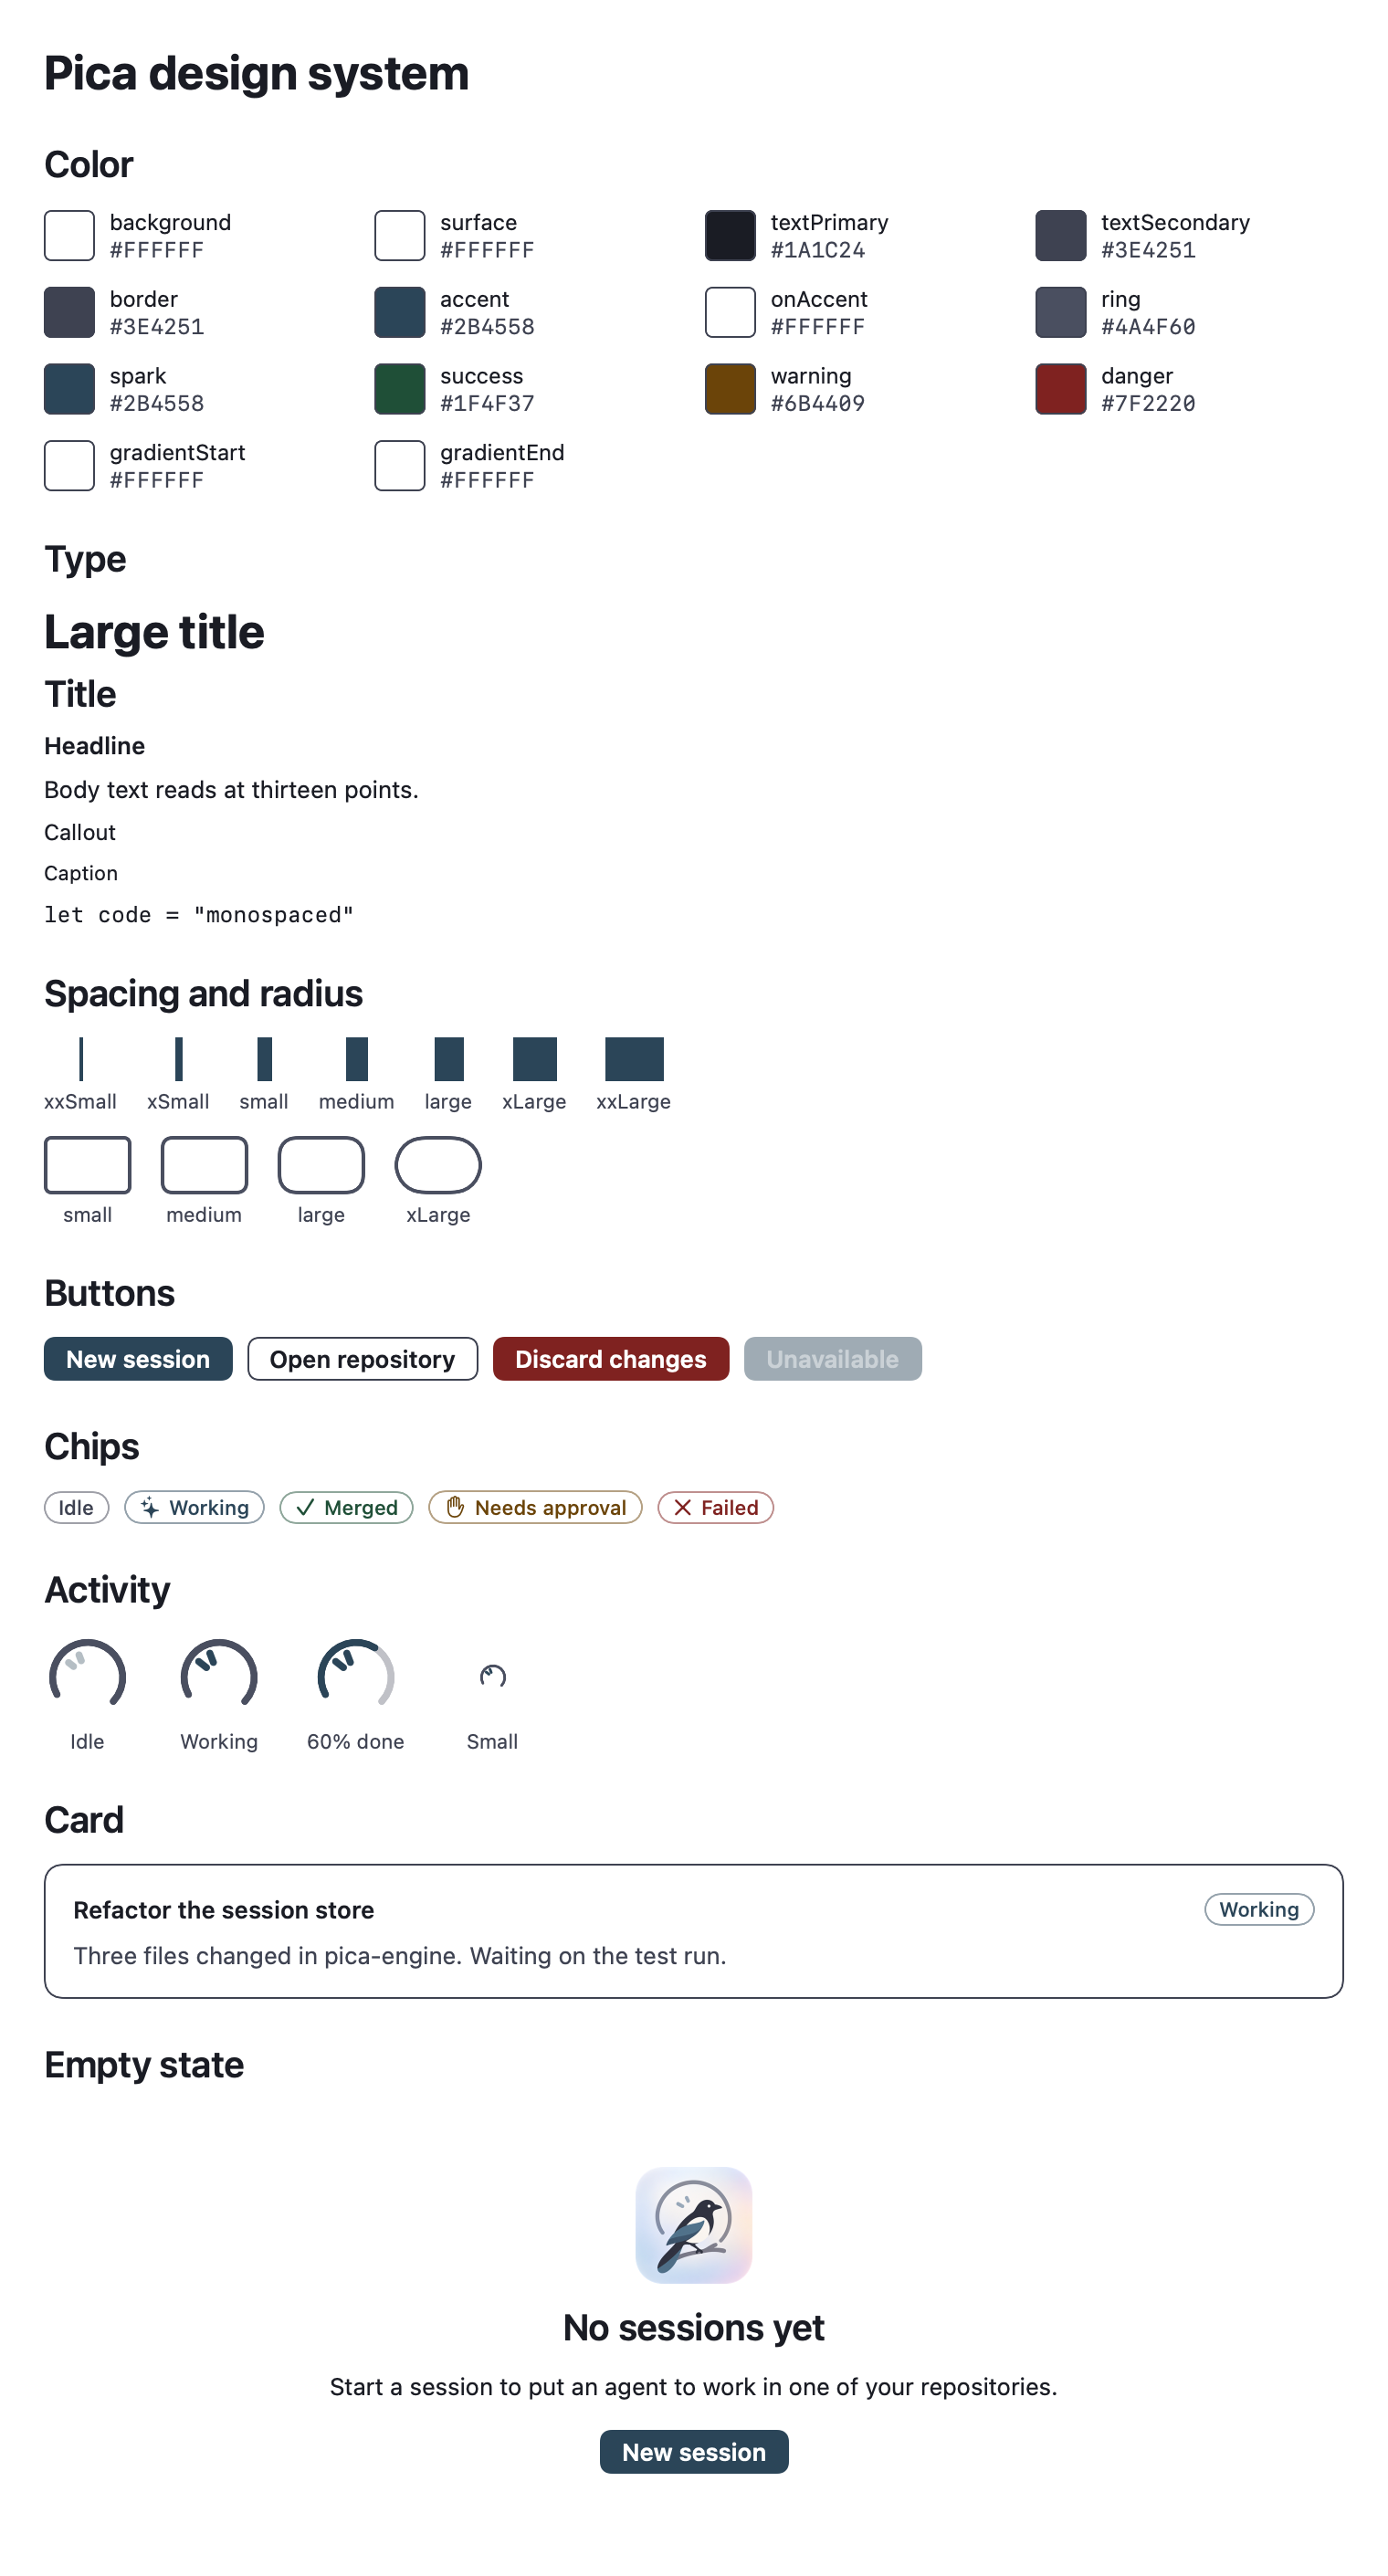 Pica design system
Color
background
#FFFFFF
surface
#FFFFFF
textPrimary
#1A1C24
textSecondary
#3E4251
border
#3E4251
accent
#2B4558
onAccent
#FFFFFF
ring
#4A4F60
spark
#2B4558
success
#1F4F37
warning
#6B4409
danger
#7F2220
gradientStart
#FFFFFF
gradientEnd
#FFFFFF
Type
Large title
Title
Headline
Body text reads at thirteen points.
Callout
Caption
let code = "monospaced"
Spacing and radius
xxSmall xSmall small medium large xLarge xxLarge
small medium large xLarge
Buttons
New session Open repository Discard changes Unavailable
Chips
Idle Working Merged Needs approval Failed
Activity
Idle Working 60% done Small
Card
Refactor the session store Working
Three files changed in pica-engine. Waiting on the test run.
Empty state
No sessions yet
Start a session to put an agent to work in one of your repositories.
New session